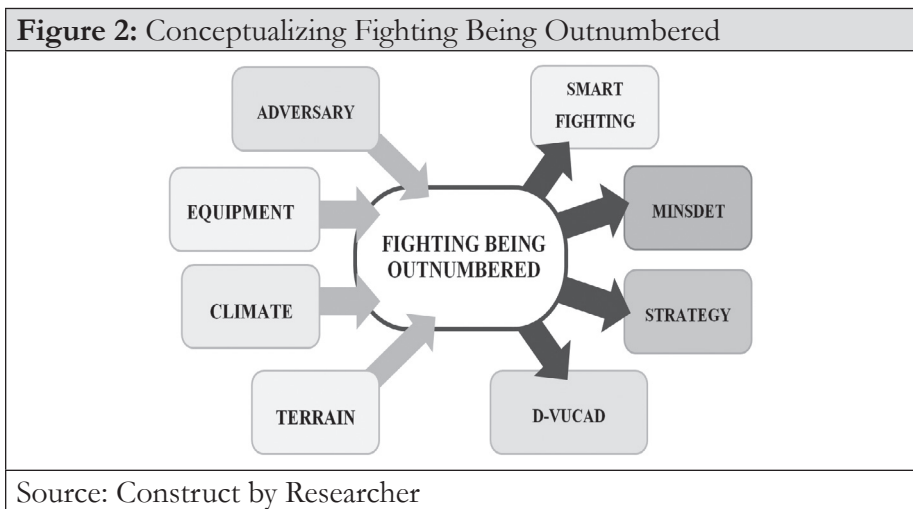 Figure 2: Conceptualizing Fighting Being Outnumbered
ADVERSARY
EQUIPMENT
CLIMATE
TERRAIN
FIGHTING BEING
OUTNUMBERED
SMART
FIGHTING
MINSDET
STRATEGY
D-VUCAD
Source: Construct by Researcher